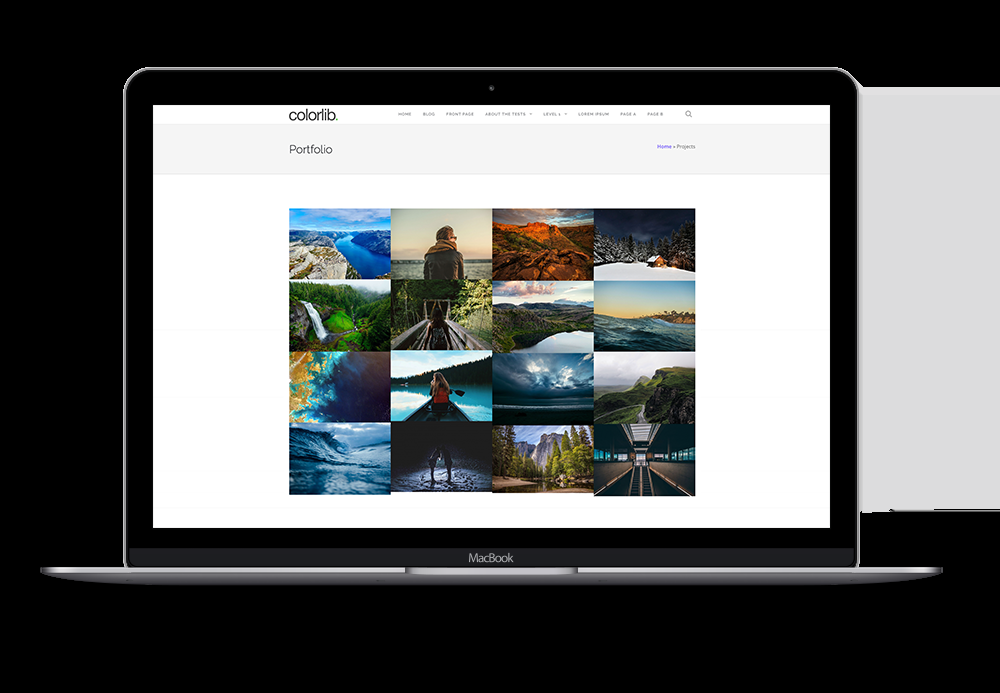 colorlib.
HOME BLOG FRONT PAGE ABOUT THE TESTS LEVEL 1 LOREM IPSUM PAGE A PAGE B
Portfolio
Home » Projects
MacBook